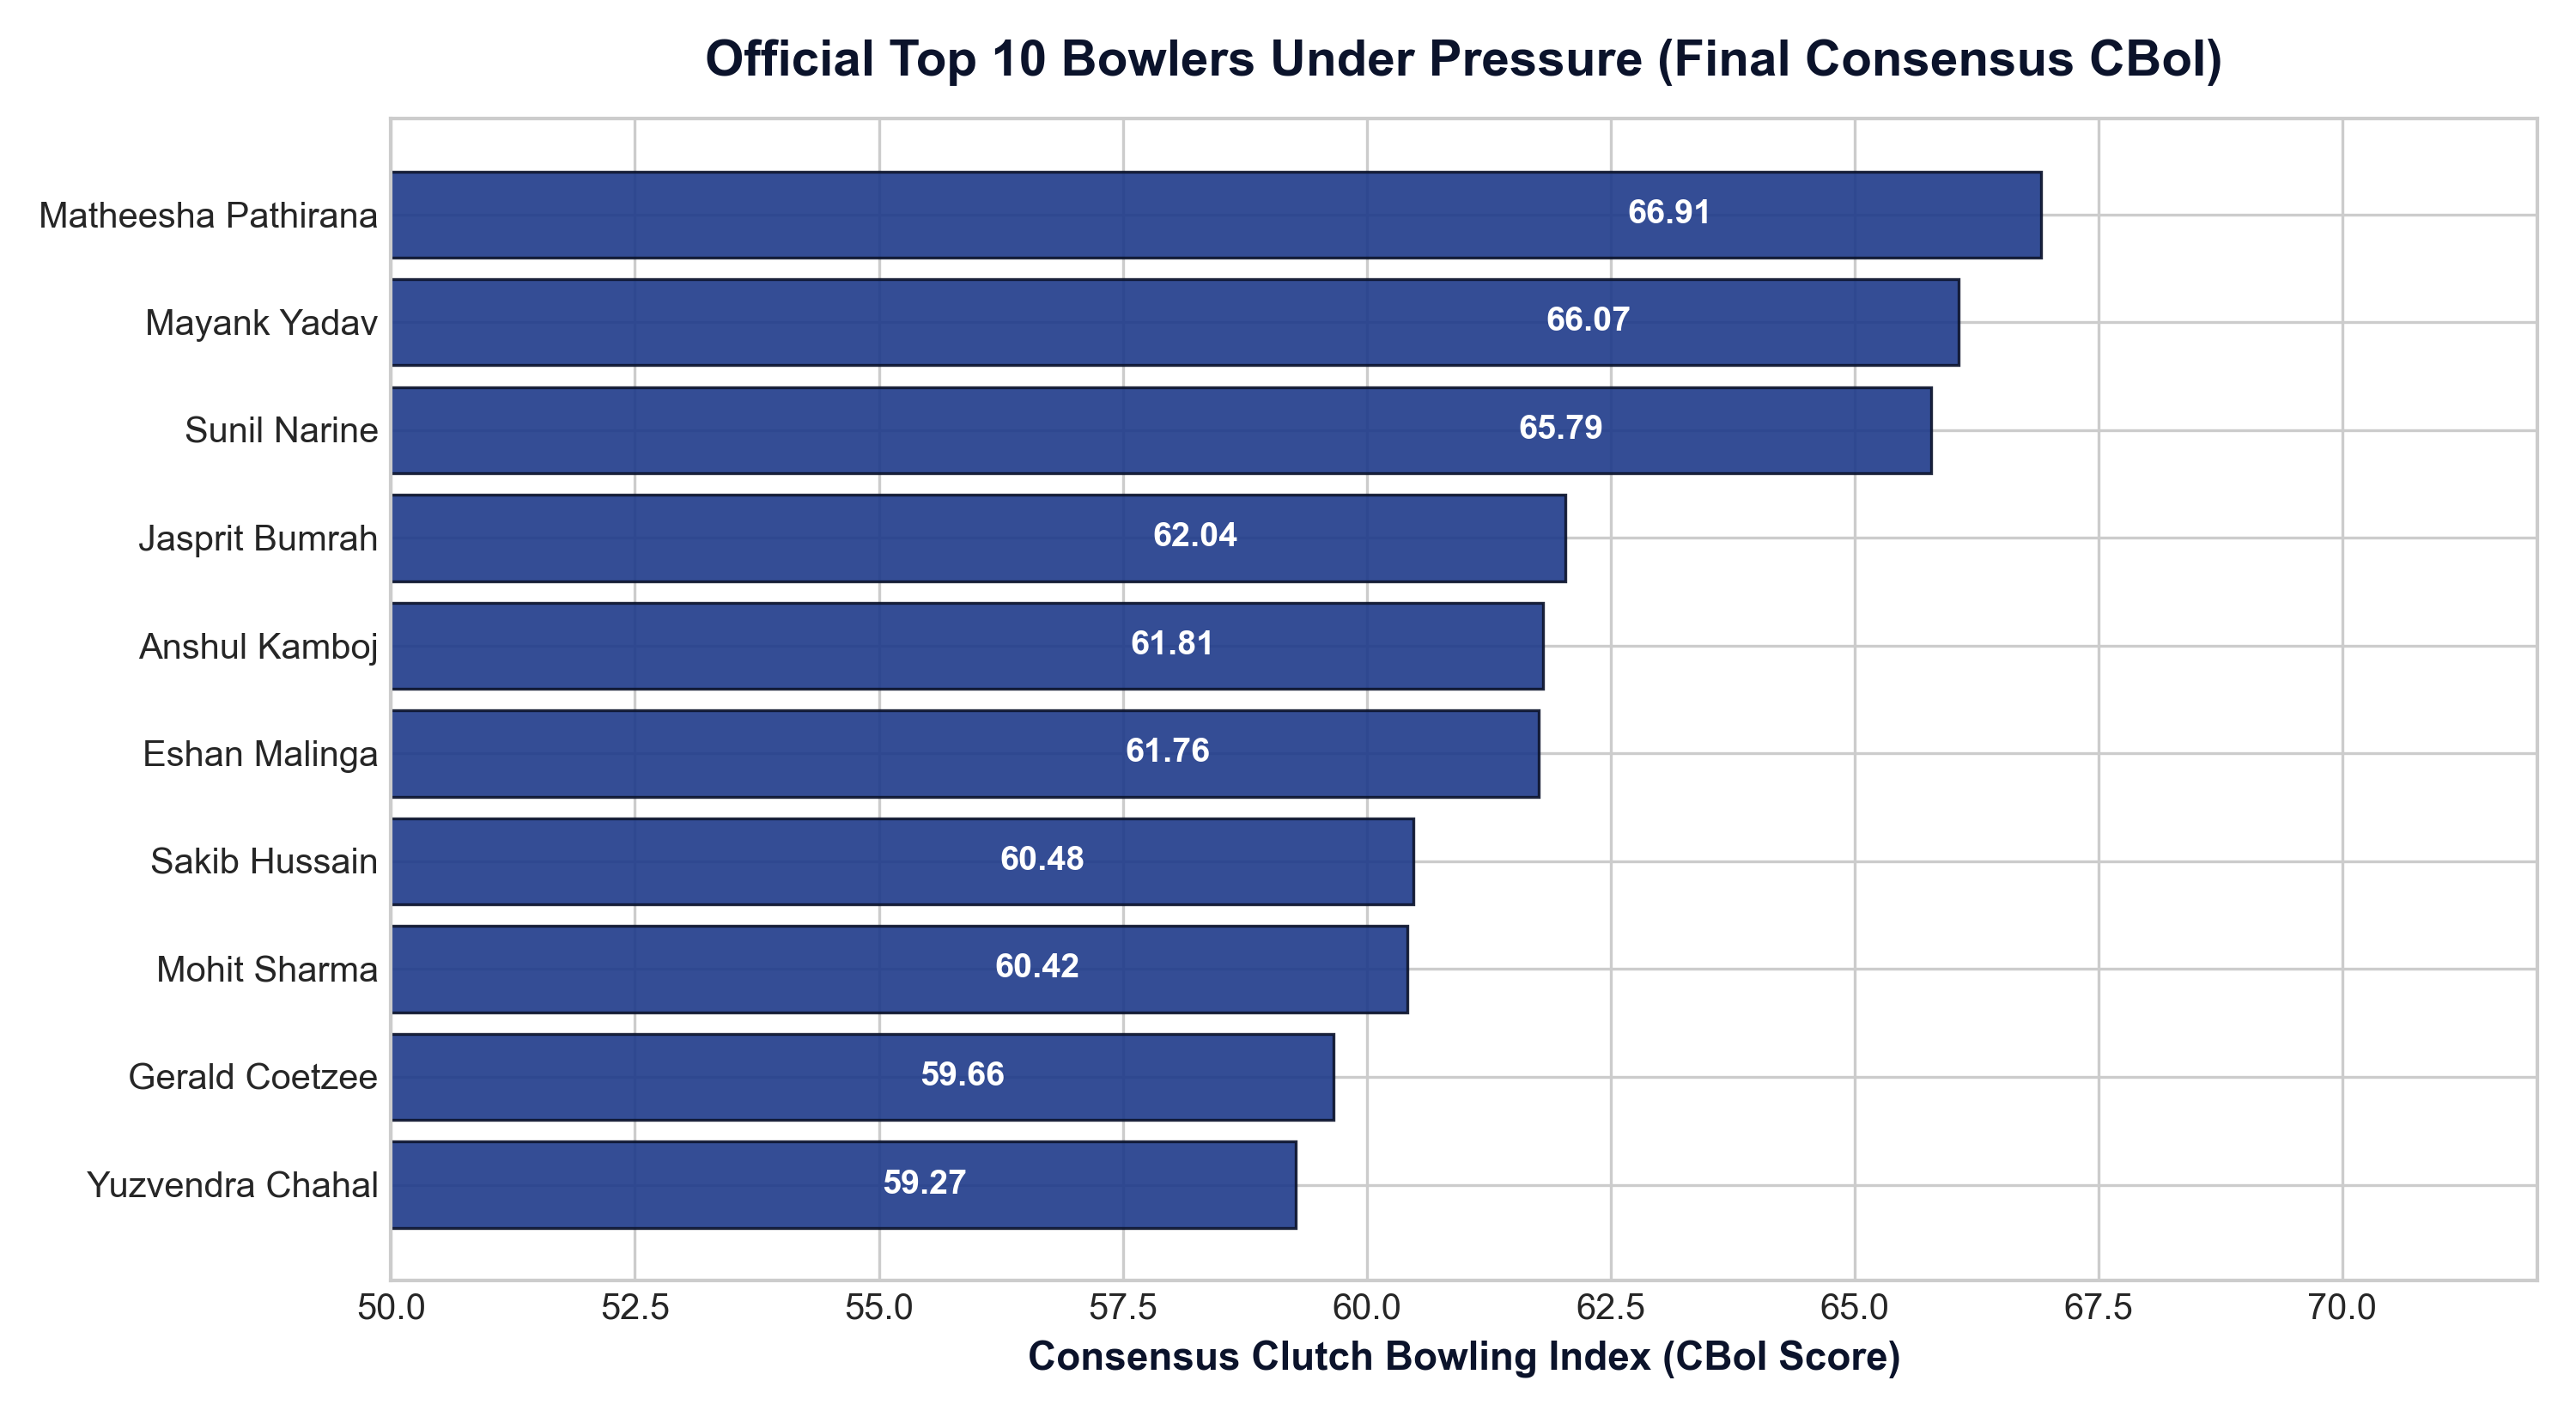 Official Top 10 Bowlers Under Pressure (Final Consensus CBoI)
Matheesha Pathirana 66.91
Mayank Yadav 66.07
Sunil Narine 65.79
Jasprit Bumrah 62.04
Anshul Kamboj 61.81
Eshan Malinga 61.76
Sakib Hussain 60.48
Mohit Sharma 60.42
Gerald Coetzee 59.66
Yuzvendra Chahal 59.27
50.0 52.5 55.0 57.5 60.0 62.5 65.0 67.5 70.0
Consensus Clutch Bowling Index (CBoI Score)